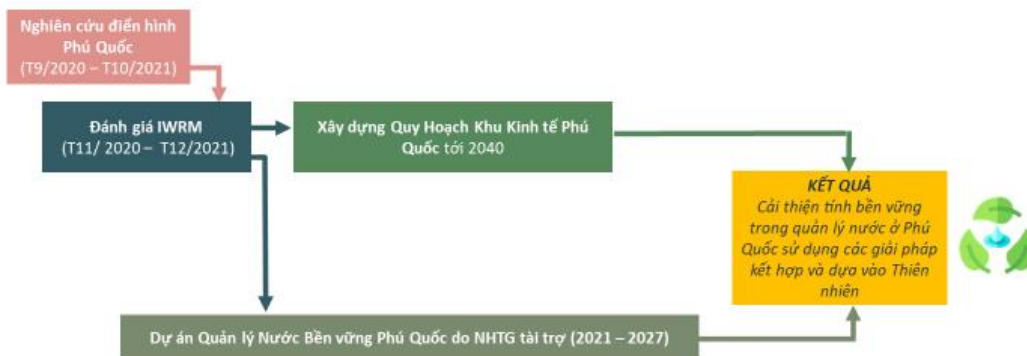 Nghiên cứu điển hình
Phú Quốc
(T9/2020 – T10/2021)
Đánh giá IWRM
(T11/ 2020 – T12/2021)
Xây dựng Quy Hoạch Khu Kinh tế Phú
Quốc tới 2040
KẾT QUẢ
Cải thiện tính bền vững
trong quản lý nước ở Phú
Quốc sử dụng các giải pháp
kết hợp và dựa vào Thiên
nhiên
Dự án Quản lý Nước Bền vững Phú Quốc do NHTG tài trợ (2021 – 2027)